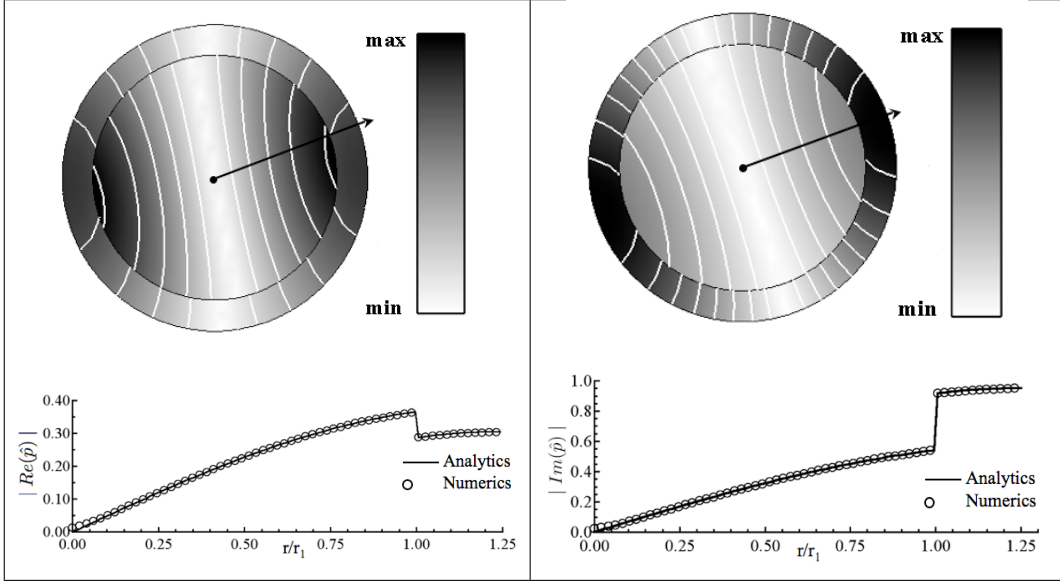 max
min
max
min
| Re(p̂) |
0.40
0.30
0.20
0.10
0.00
Analytics
Numerics
0.00 0.25 0.50 0.75 1.00 1.25
r/r₁
| Im(p̂) |
1.0
0.8
0.6
0.4
0.2
0.0
Analytics
Numerics
0.00 0.25 0.50 0.75 1.00 1.25
r/r₁